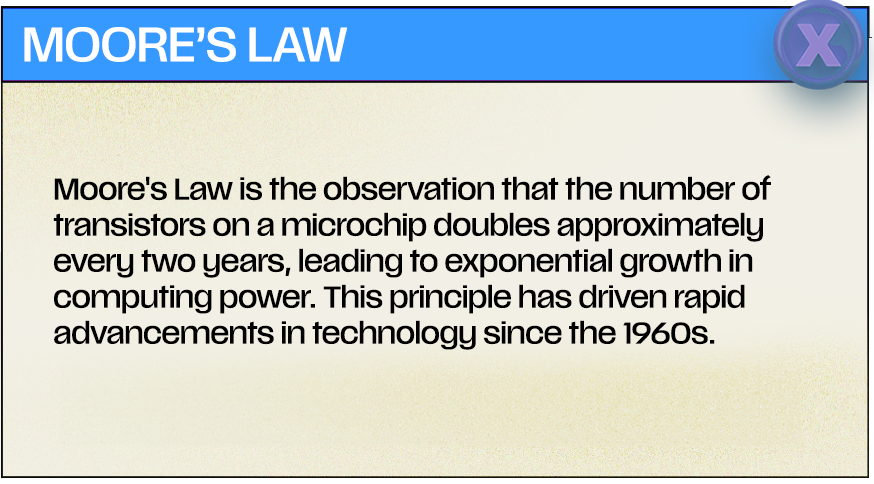 MOORE’S LAW
X
Moore's Law is the observation that the number of
transistors on a microchip doubles approximately
every two years, leading to exponential growth in
computing power. This principle has driven rapid
advancements in technology since the 1960s.